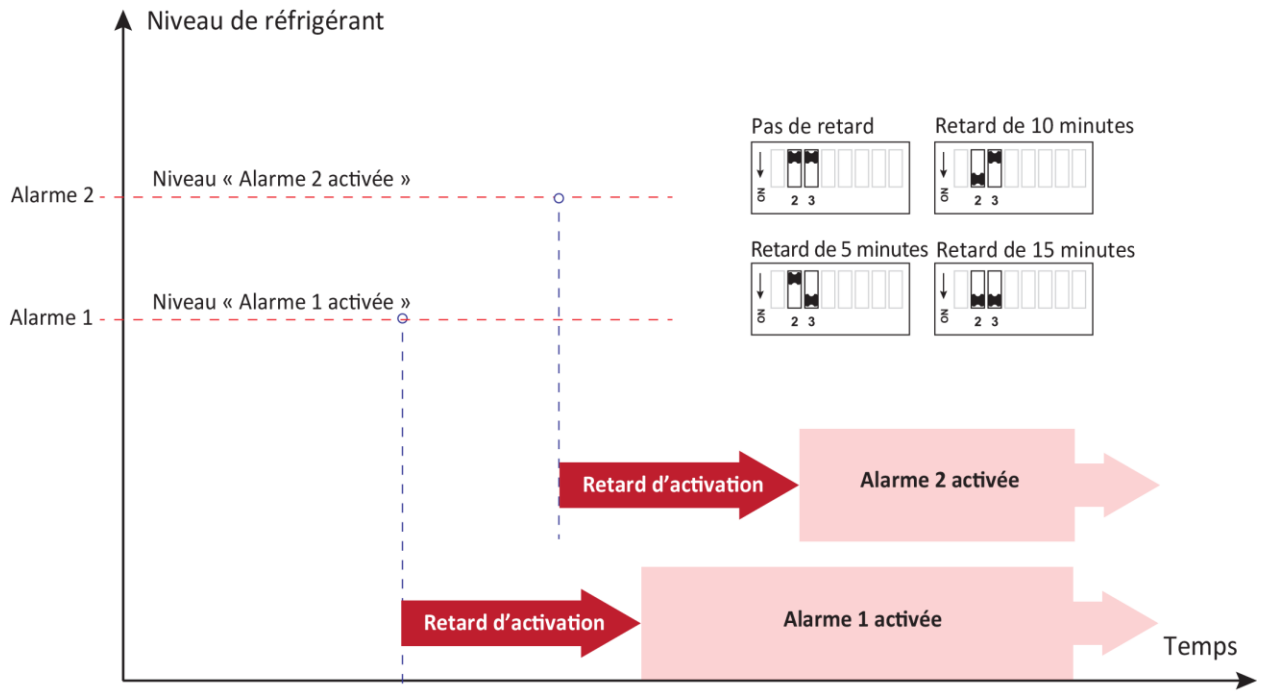 Niveau de réfrigérant
Pas de retard
Retard de 10 minutes
ON
2 3
ON
2 3
Niveau « Alarme 2 activée »
Alarme 2
Retard de 5 minutes
Retard de 15 minutes
ON
2 3
ON
2 3
Niveau « Alarme 1 activée »
Alarme 1
Retard d’activation
Alarme 2 activée
Retard d’activation
Alarme 1 activée
Temps